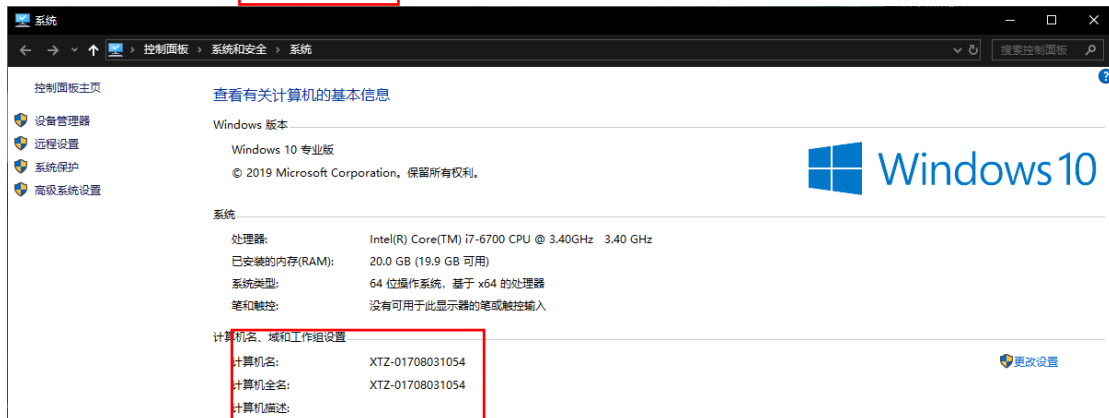 系统
控制面板 › 系统和安全 › 系统
搜索控制面板
控制面板主页
设备管理器
远程设置
系统保护
高级系统设置
查看有关计算机的基本信息
Windows 版本
Windows 10 专业版
© 2019 Microsoft Corporation。保留所有权利。
Windows 10
系统
处理器: Intel(R) Core(TM) i7-6700 CPU @ 3.40GHz 3.40 GHz
已安装的内存(RAM): 20.0 GB (19.9 GB 可用)
系统类型: 64 位操作系统, 基于 x64 的处理器
笔和触控: 没有可用于此显示器的笔或触控输入
计算机名、域和工作组设置
计算机名: XTZ-01708031054
更改设置
计算机全名: XTZ-01708031054
计算机描述: